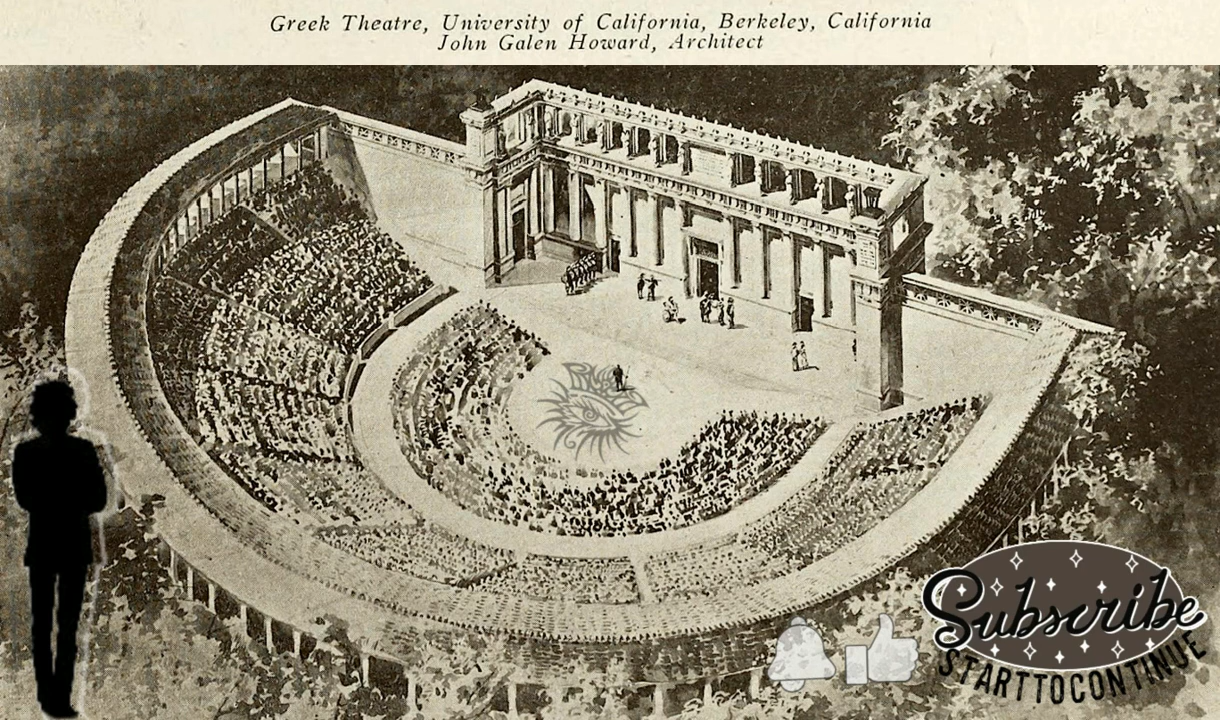 Greek Theatre, University of California, Berkeley, California
John Galen Howard, Architect
Subscribe
STARTTOCONTINUE